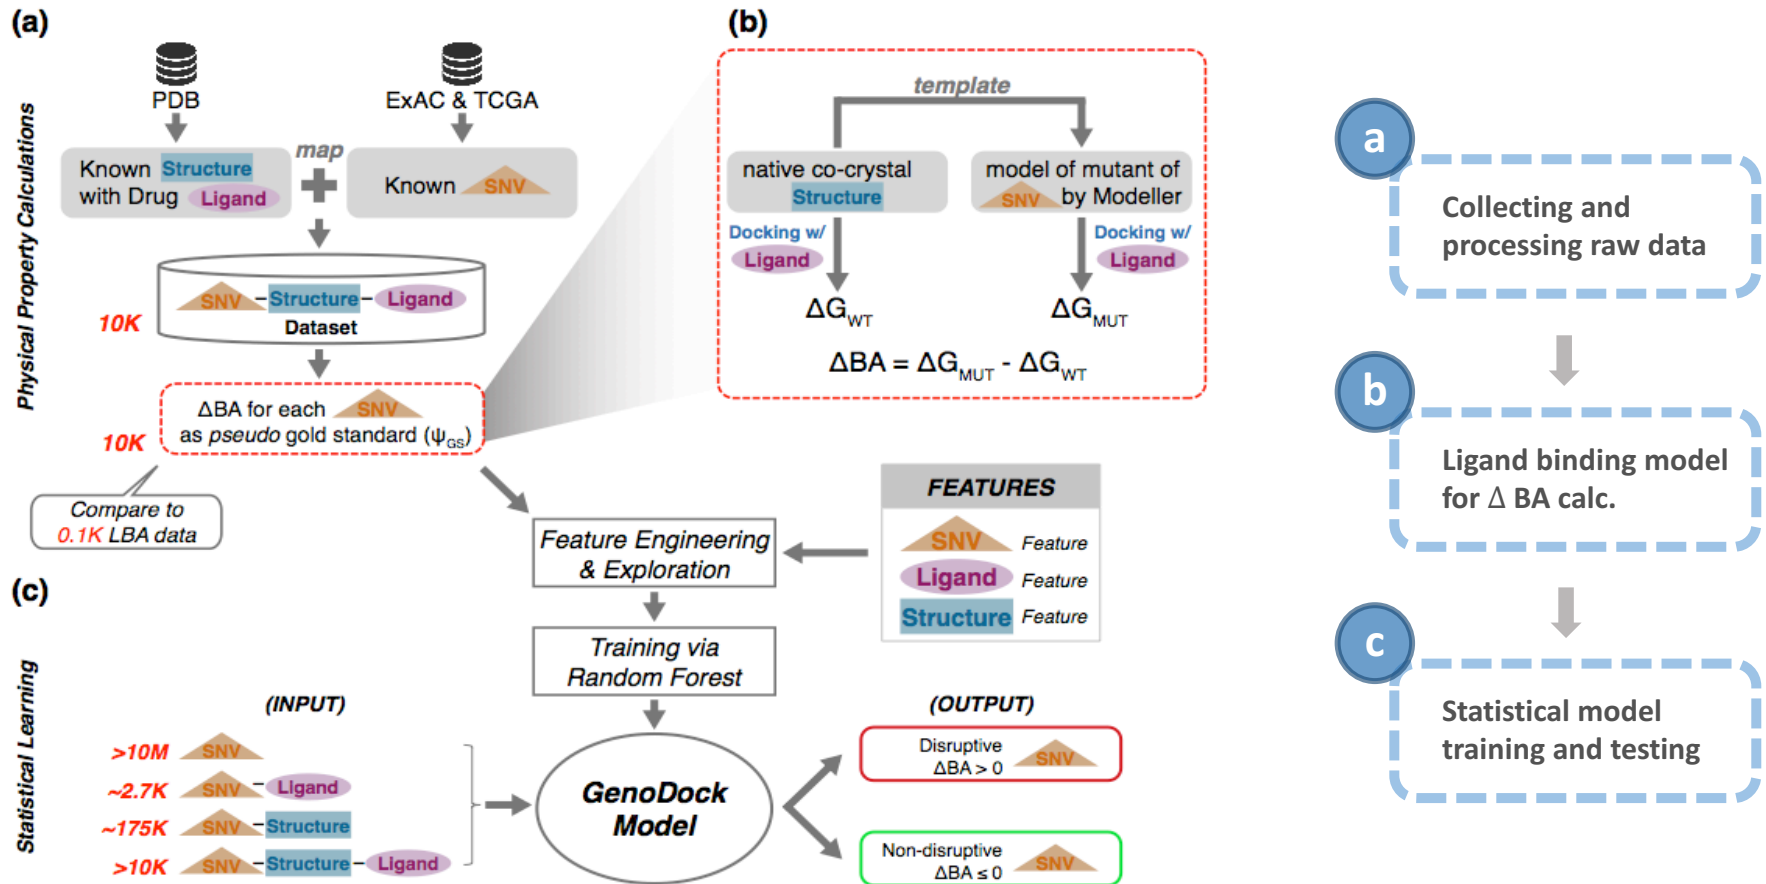 (a)
PDB
ExAC & TCGA
Known Structure
with Drug Ligand
map
Known SNV
SNV Structure Ligand
Dataset
10K
ΔBA for each SNV
as pseudo gold standard (ΨGS)
10K
Compare to
0.1K LBA data
Physical Property Calculations
(b)
template
native co-crystal
Structure
model of mutant of
SNV by Modeller
Docking w/
Ligand
Docking w/
Ligand
ΔGWT
ΔGMUT
ΔBA = ΔGMUT - ΔGWT
(c)
Statistical Learning
Feature Engineering
& Exploration
FEATURES
SNV Feature
Ligand Feature
Structure Feature
Training via
Random Forest
(INPUT)
>10M SNV
~2.7K SNV Ligand
~175K SNV Structure
>10K SNV Structure Ligand
GenoDock
Model
(OUTPUT)
Disruptive
ΔBA > 0
SNV
Non-disruptive
ΔBA ≤ 0
SNV
a
Collecting and
processing raw data
b
Ligand binding model
for Δ BA calc.
c
Statistical model
training and testing